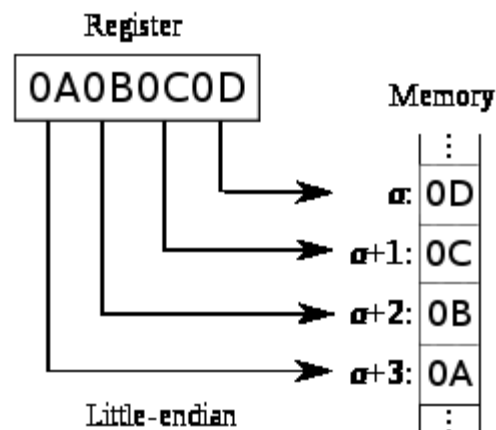 Register
0A0B0C0D
Memory
⋮
a: 0D
a+1: 0C
a+2: 0B
a+3: 0A
⋮
Little-endian